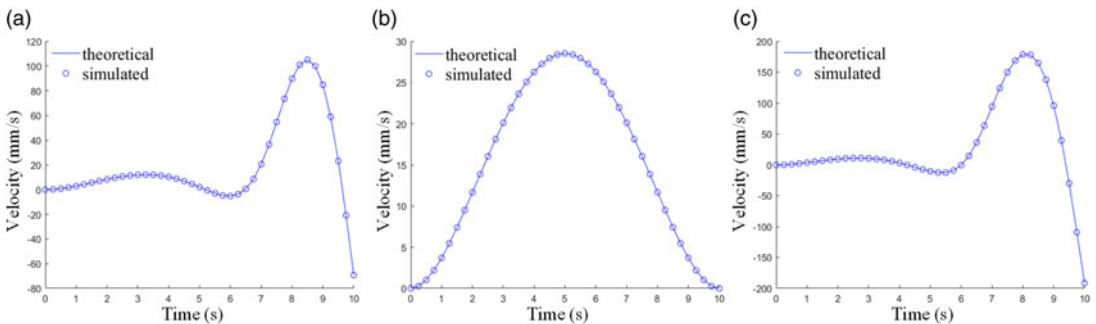 (a)
120
100
80
60
40
20
0
-20
-40
-60
-80
Velocity (mm/s)
theoretical
simulated
0 1 2 3 4 5 6 7 8 9 10
Time (s)
(b)
30
25
20
15
10
5
0
Velocity (mm/s)
theoretical
simulated
0 1 2 3 4 5 6 7 8 9 10
Time (s)
(c)
200
150
100
50
0
-50
-100
-150
-200
Velocity (mm/s)
theoretical
simulated
0 1 2 3 4 5 6 7 8 9 10
Time (s)